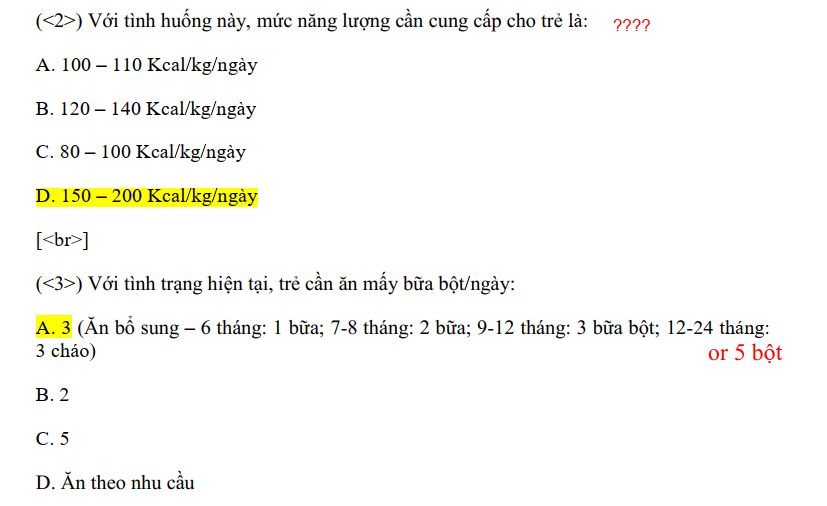 (<2>) Với tình huống này, mức năng lượng cần cung cấp cho trẻ là: ????
A. 100 – 110 Kcal/kg/ngày
B. 120 – 140 Kcal/kg/ngày
C. 80 – 100 Kcal/kg/ngày
D. 150 – 200 Kcal/kg/ngày
[<br>]
(<3>) Với tình trạng hiện tại, trẻ cần ăn mấy bữa bột/ngày:
A. 3 (Ăn bổ sung – 6 tháng: 1 bữa; 7-8 tháng: 2 bữa; 9-12 tháng: 3 bữa bột; 12-24 tháng:
3 cháo) or 5 bột
B. 2
C. 5
D. Ăn theo nhu cầu